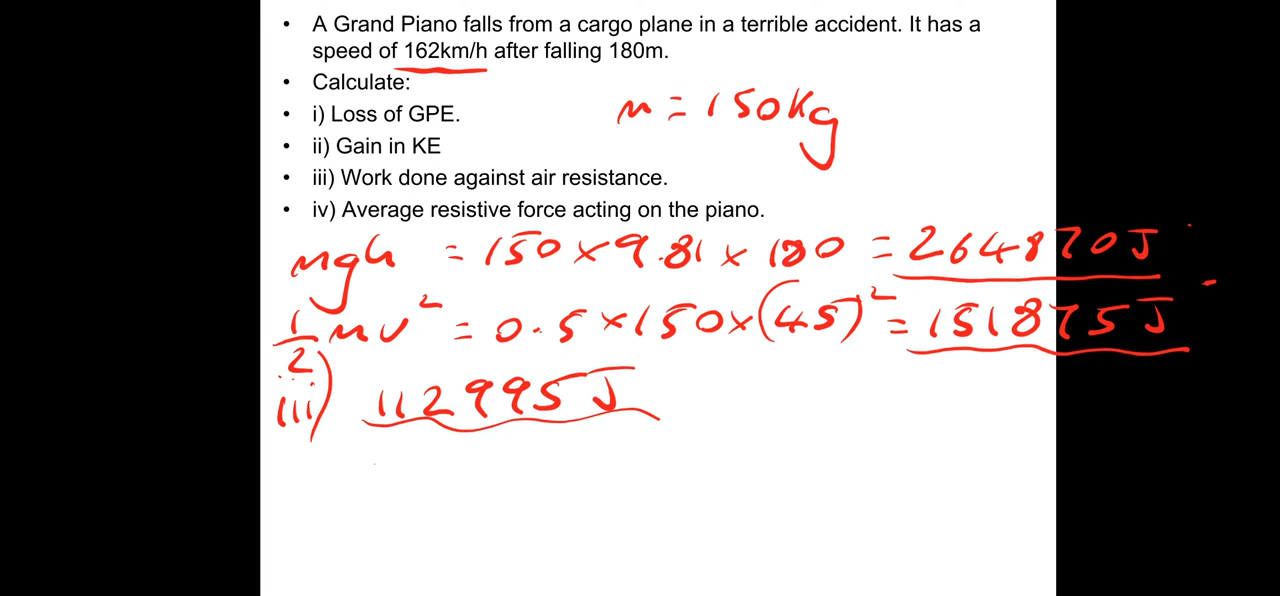 • A Grand Piano falls from a cargo plane in a terrible accident. It has a
speed of 162km/h after falling 180m.
• Calculate:
• i) Loss of GPE.
m = 150kg
• ii) Gain in KE
• iii) Work done against air resistance.
• iv) Average resistive force acting on the piano.
mgh = 150 × 9.81 × 180 = 264870J
1/2 mv² = 0.5 × 150 × (45)² = 151875J
iii) 112995J